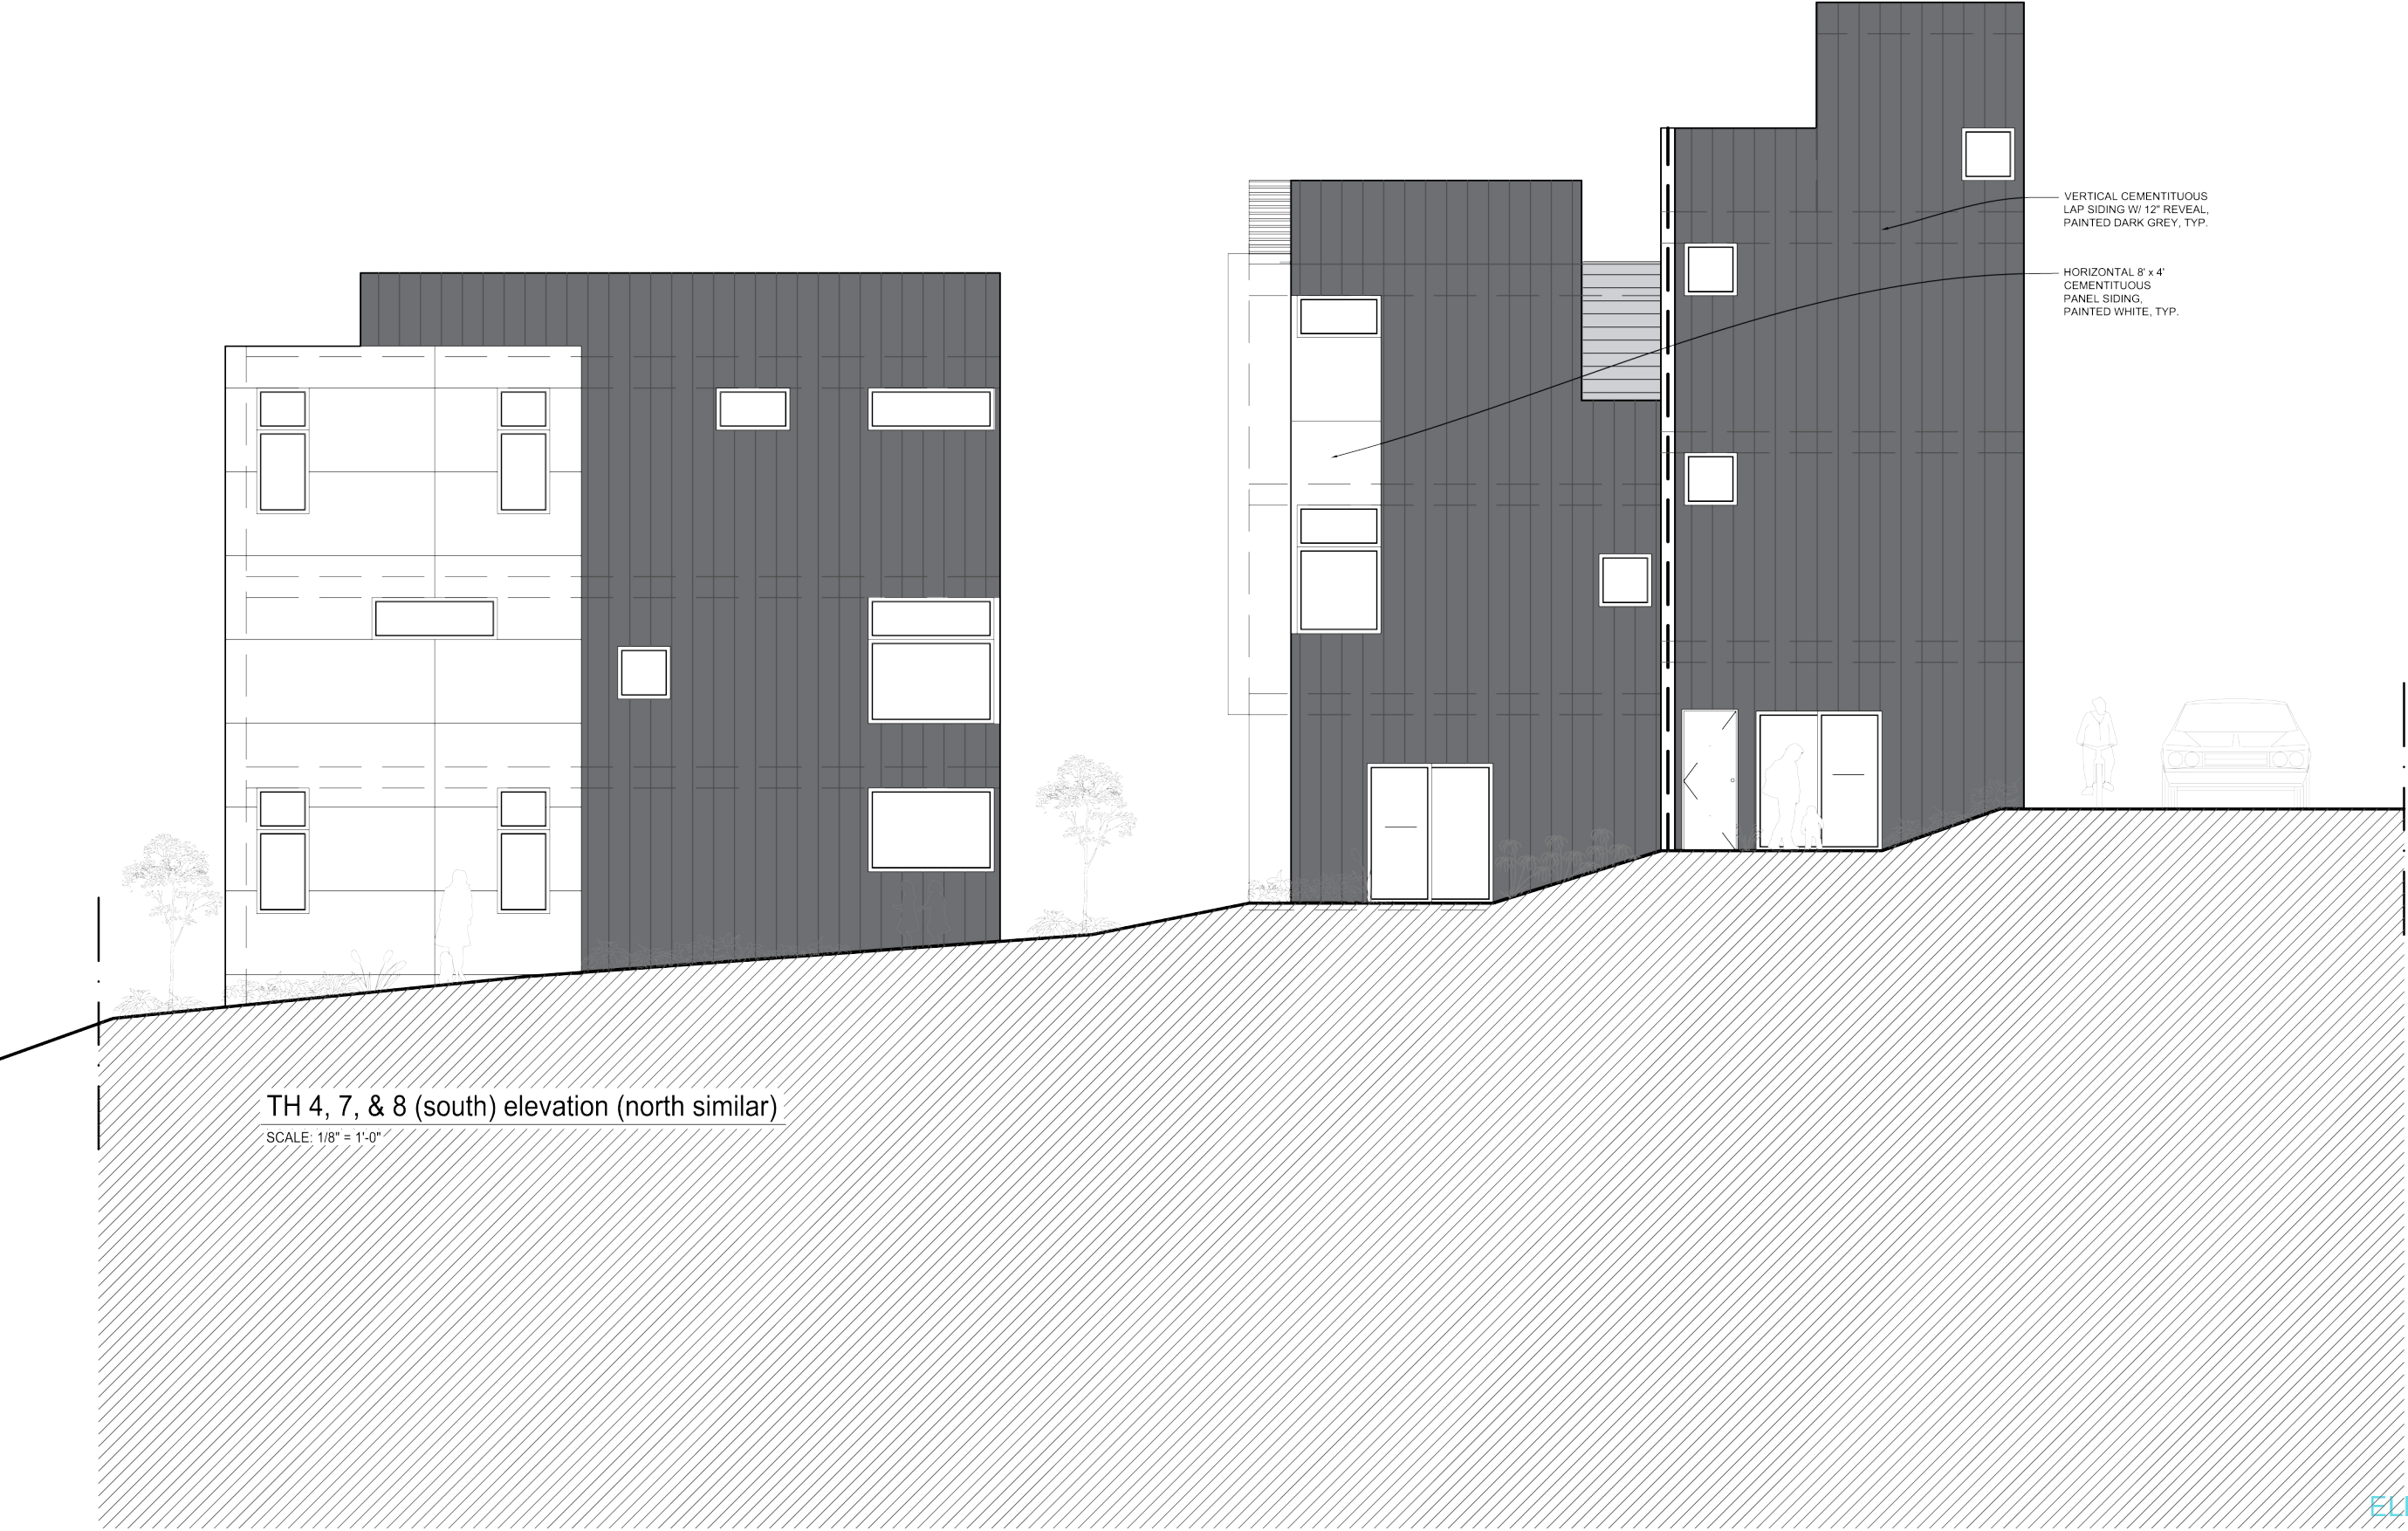 VERTICAL CEMENTITUOUS
LAP SIDING W/ 12" REVEAL,
PAINTED DARK GREY, TYP.
HORIZONTAL 8' x 4'
CEMENTITUOUS
PANEL SIDING,
PAINTED WHITE, TYP.
TH 4, 7, & 8 (south) elevation (north similar)
SCALE: 1/8" = 1'-0"